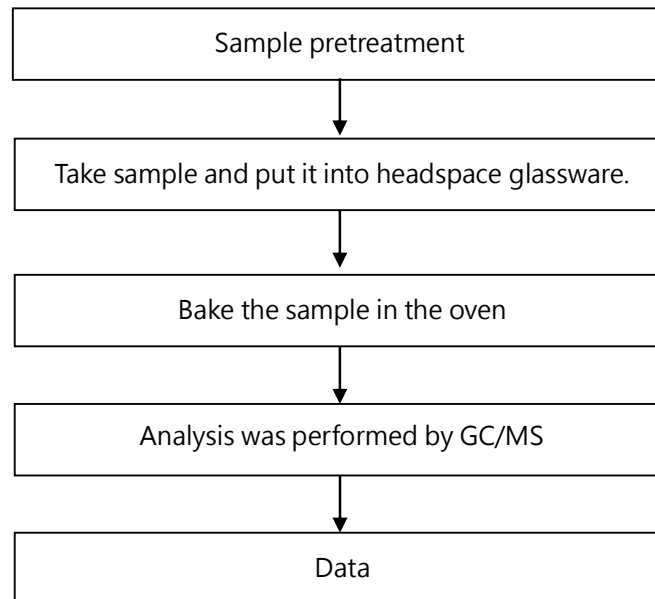 Sample pretreatment
Take sample and put it into headspace glassware.
Bake the sample in the oven
Analysis was performed by GC/MS
Data